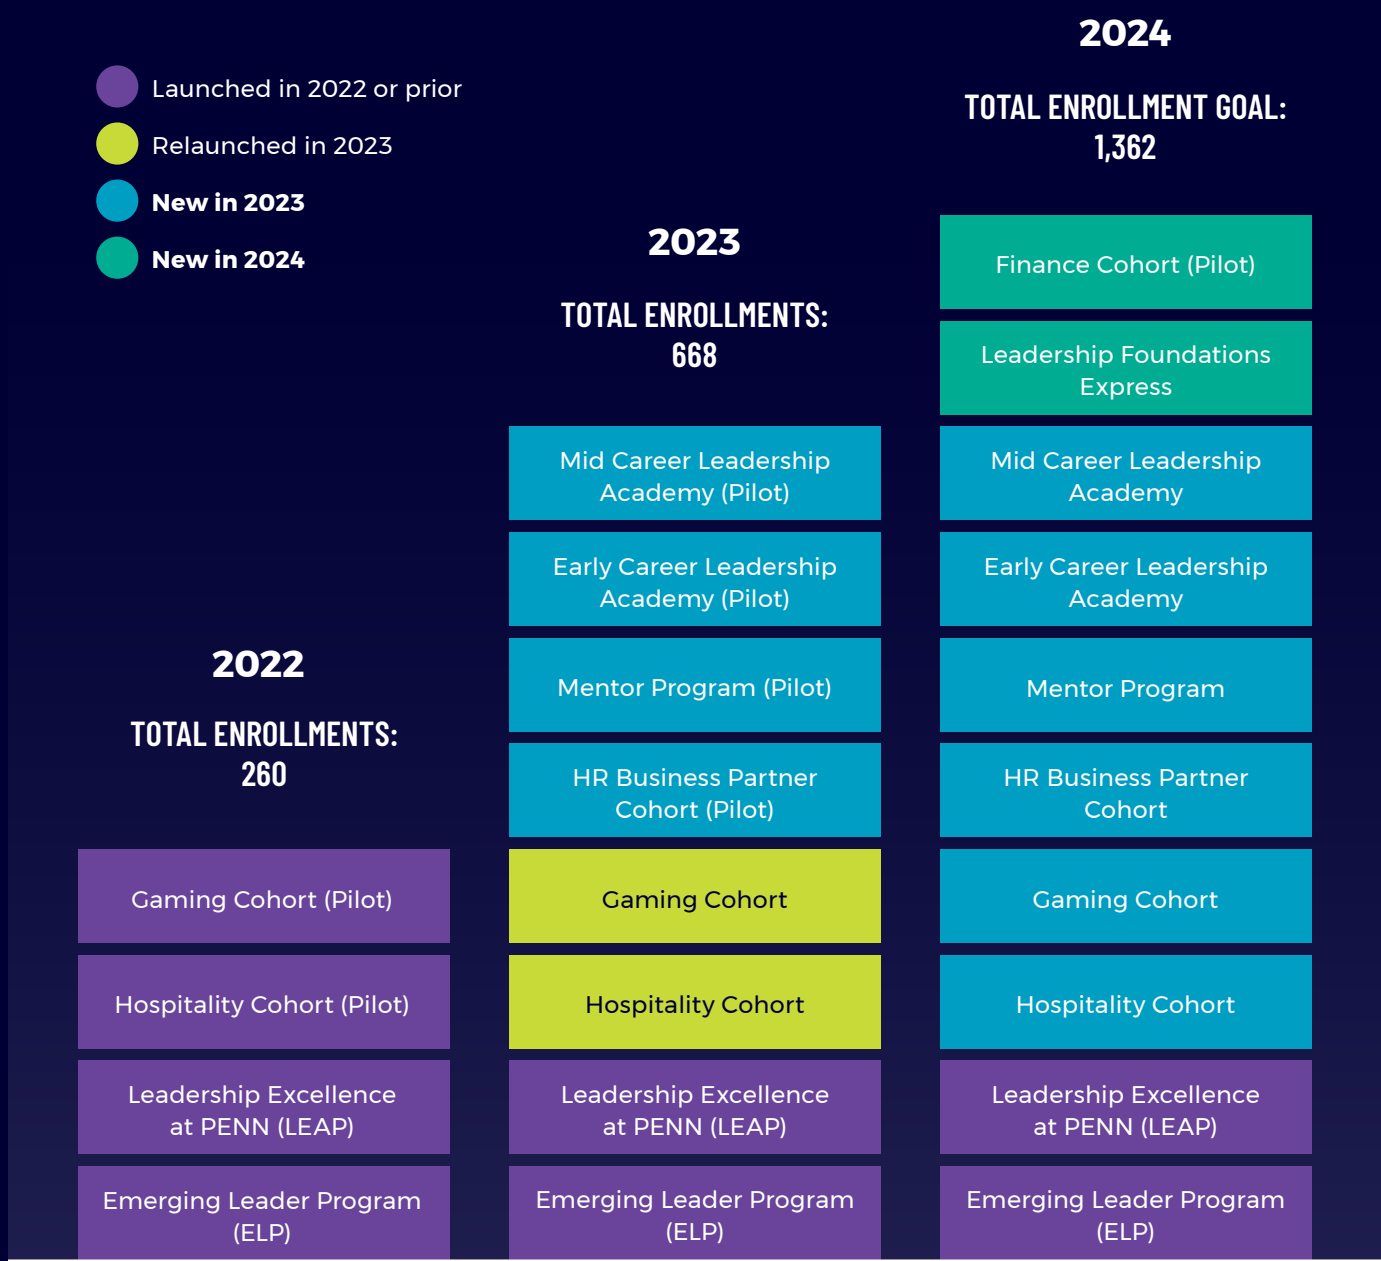 Launched in 2022 or prior
Relaunched in 2023
New in 2023
New in 2024
2022
TOTAL ENROLLMENTS:
260
Gaming Cohort (Pilot)
Hospitality Cohort (Pilot)
Leadership Excellence
at PENN (LEAP)
Emerging Leader Program
(ELP)
2023
TOTAL ENROLLMENTS:
668
Mid Career Leadership
Academy (Pilot)
Early Career Leadership
Academy (Pilot)
Mentor Program (Pilot)
HR Business Partner
Cohort (Pilot)
Gaming Cohort
Hospitality Cohort
Leadership Excellence
at PENN (LEAP)
Emerging Leader Program
(ELP)
2024
TOTAL ENROLLMENT GOAL:
1,362
Finance Cohort (Pilot)
Leadership Foundations
Express
Mid Career Leadership
Academy
Early Career Leadership
Academy
Mentor Program
HR Business Partner
Cohort
Gaming Cohort
Hospitality Cohort
Leadership Excellence
at PENN (LEAP)
Emerging Leader Program
(ELP)